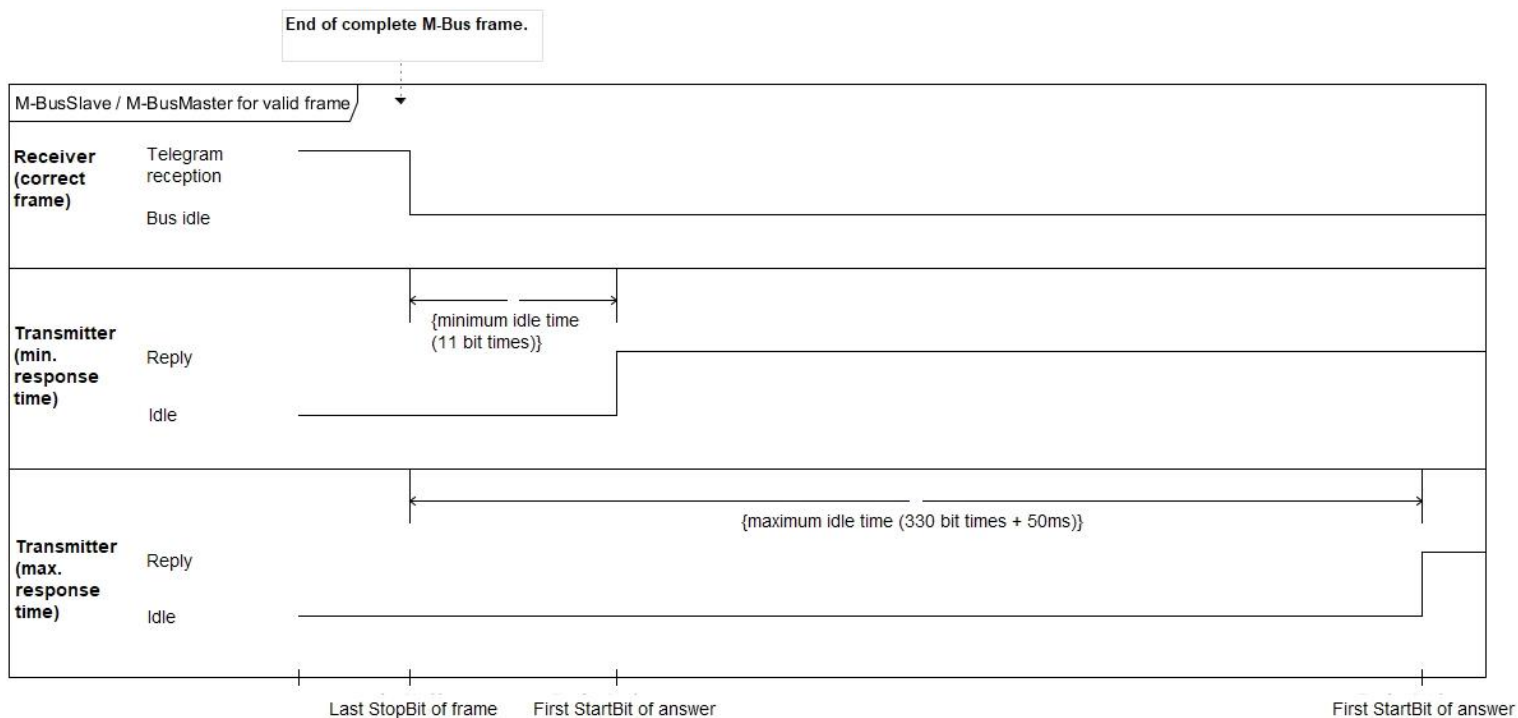 End of complete M-Bus frame.
M-BusSlave / M-BusMaster for valid frame
Receiver
(correct
frame)
Telegram
reception
Bus idle
{minimum idle time
(11 bit times)}
Transmitter
(min.
response
time)
Reply
Idle
{maximum idle time (330 bit times + 50ms)}
Transmitter
(max.
response
time)
Reply
Idle
Last StopBit of frame
First StartBit of answer
First StartBit of answer